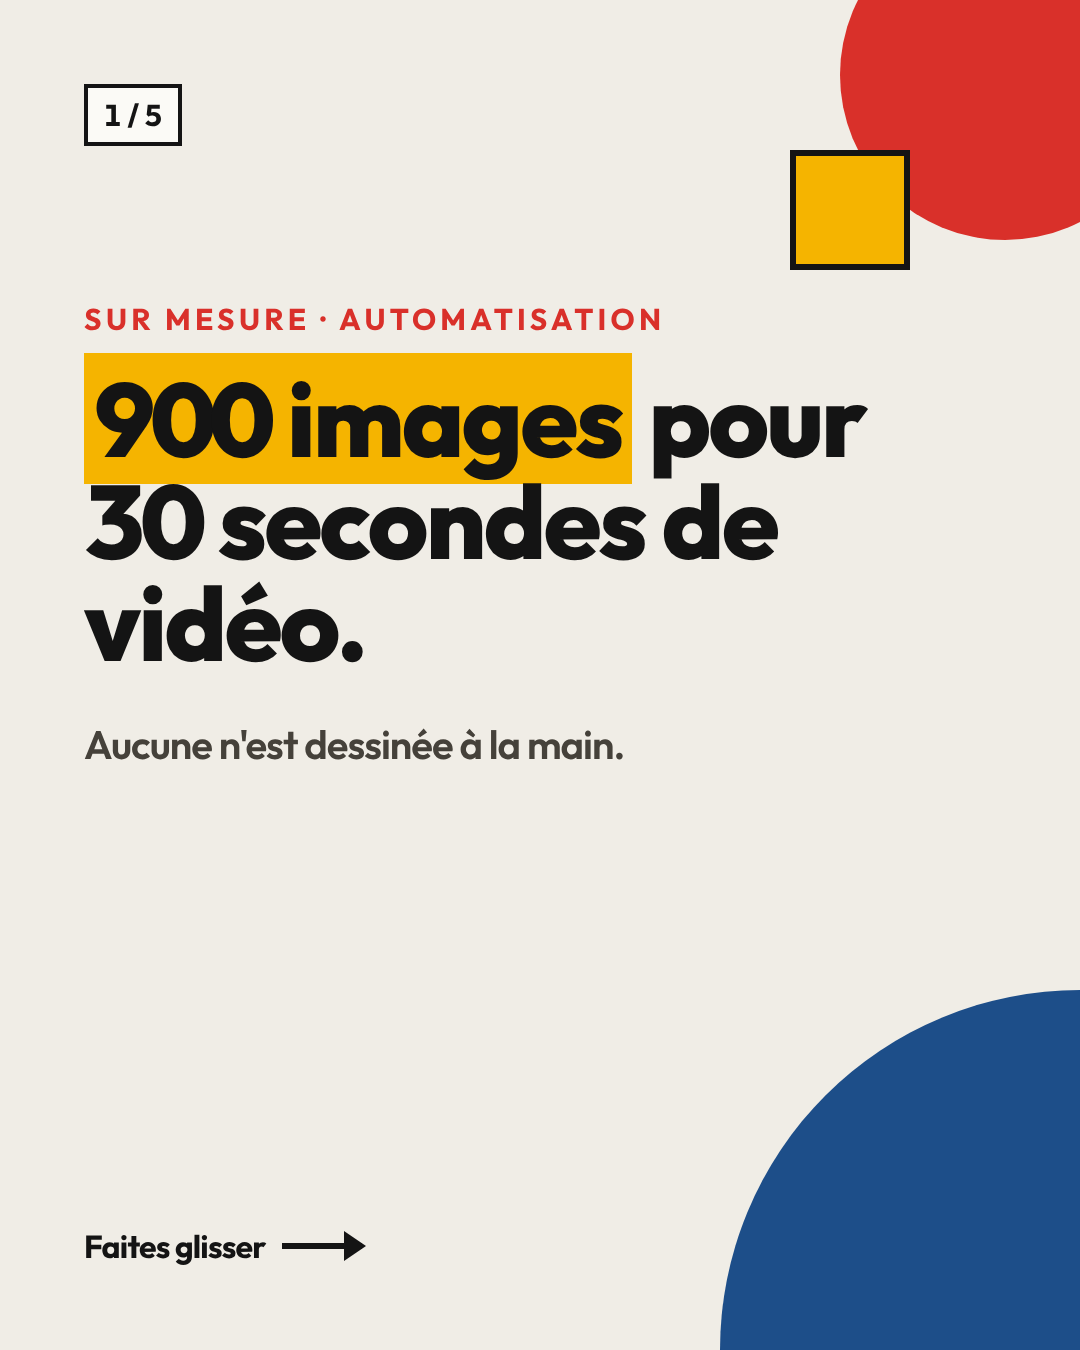 1 / 5
SUR MESURE · AUTOMATISATION
900 images pour
30 secondes de
vidéo.
Aucune n'est dessinée à la main.
Faites glisser